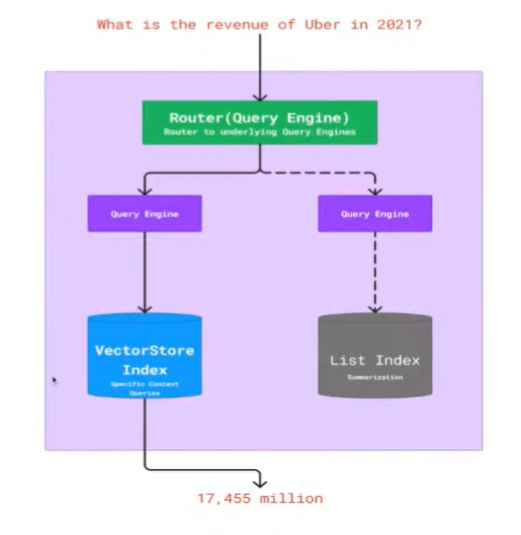 What is the revenue of Uber in 2021?
Router(Query Engine)
Router to underlying Query Engines
Query Engine
Query Engine
VectorStore
Index
Specific Context
Queries
List Index
Summarization
17,455 million